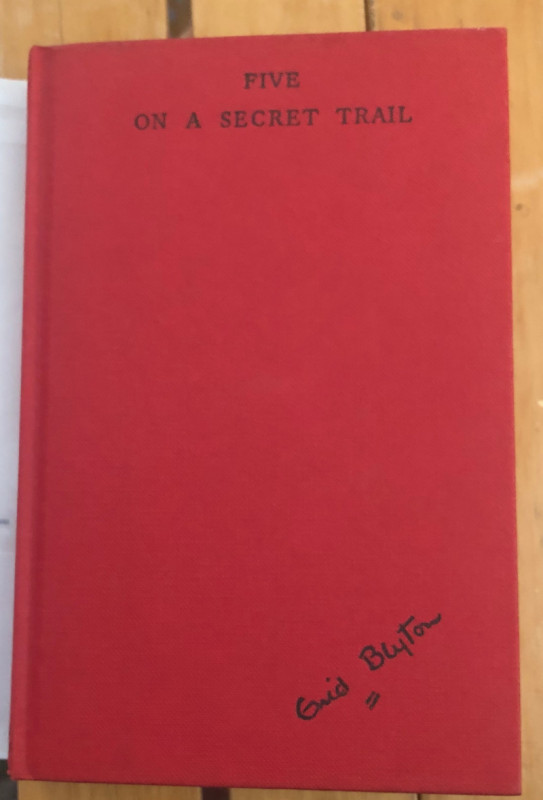 FIVE
ON A SECRET TRAIL
Enid Blyton